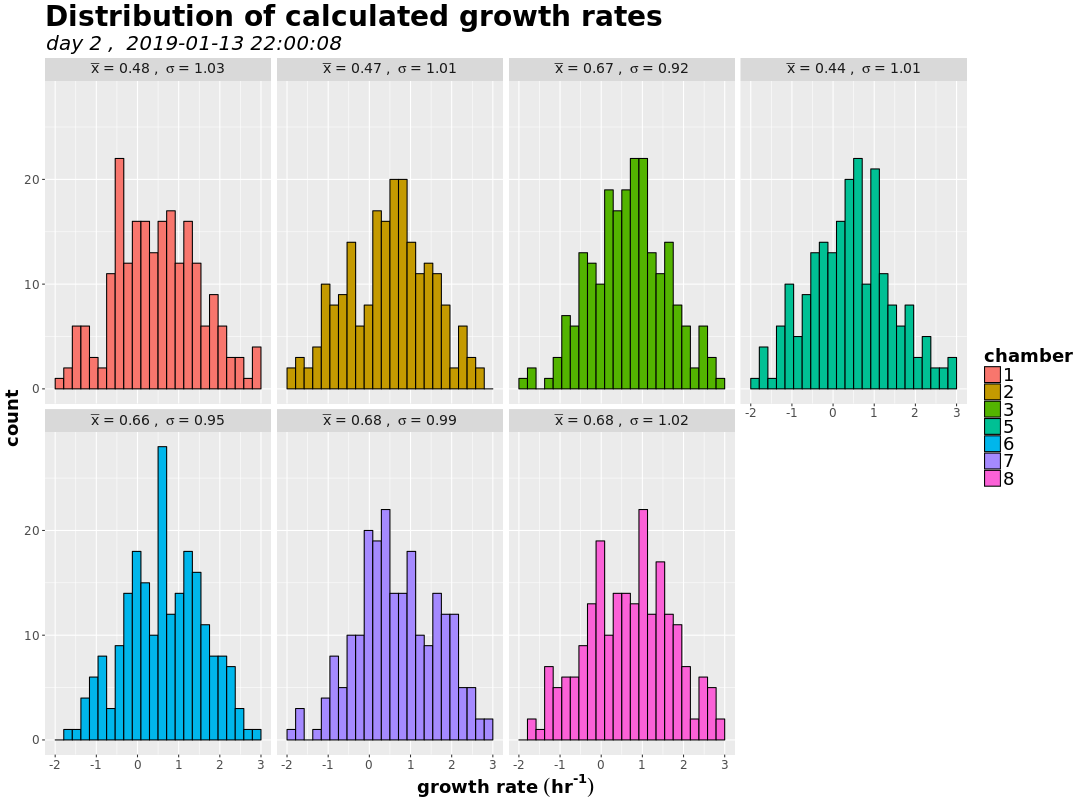 Distribution of calculated growth rates
day 2 ,  2019-01-13 22:00:08
x̅ = 0.48 ,  σ = 1.03
x̅ = 0.47 ,  σ = 1.01
x̅ = 0.67 ,  σ = 0.92
x̅ = 0.44 ,  σ = 1.01
20
10
0
-2 -1 0 1 2 3
x̅ = 0.66 ,  σ = 0.95
x̅ = 0.68 ,  σ = 0.99
x̅ = 0.68 ,  σ = 1.02
20
10
0
-2 -1 0 1 2 3
-2 -1 0 1 2 3
-2 -1 0 1 2 3
count
growth rate (hr⁻¹)
chamber
1
2
3
5
6
7
8